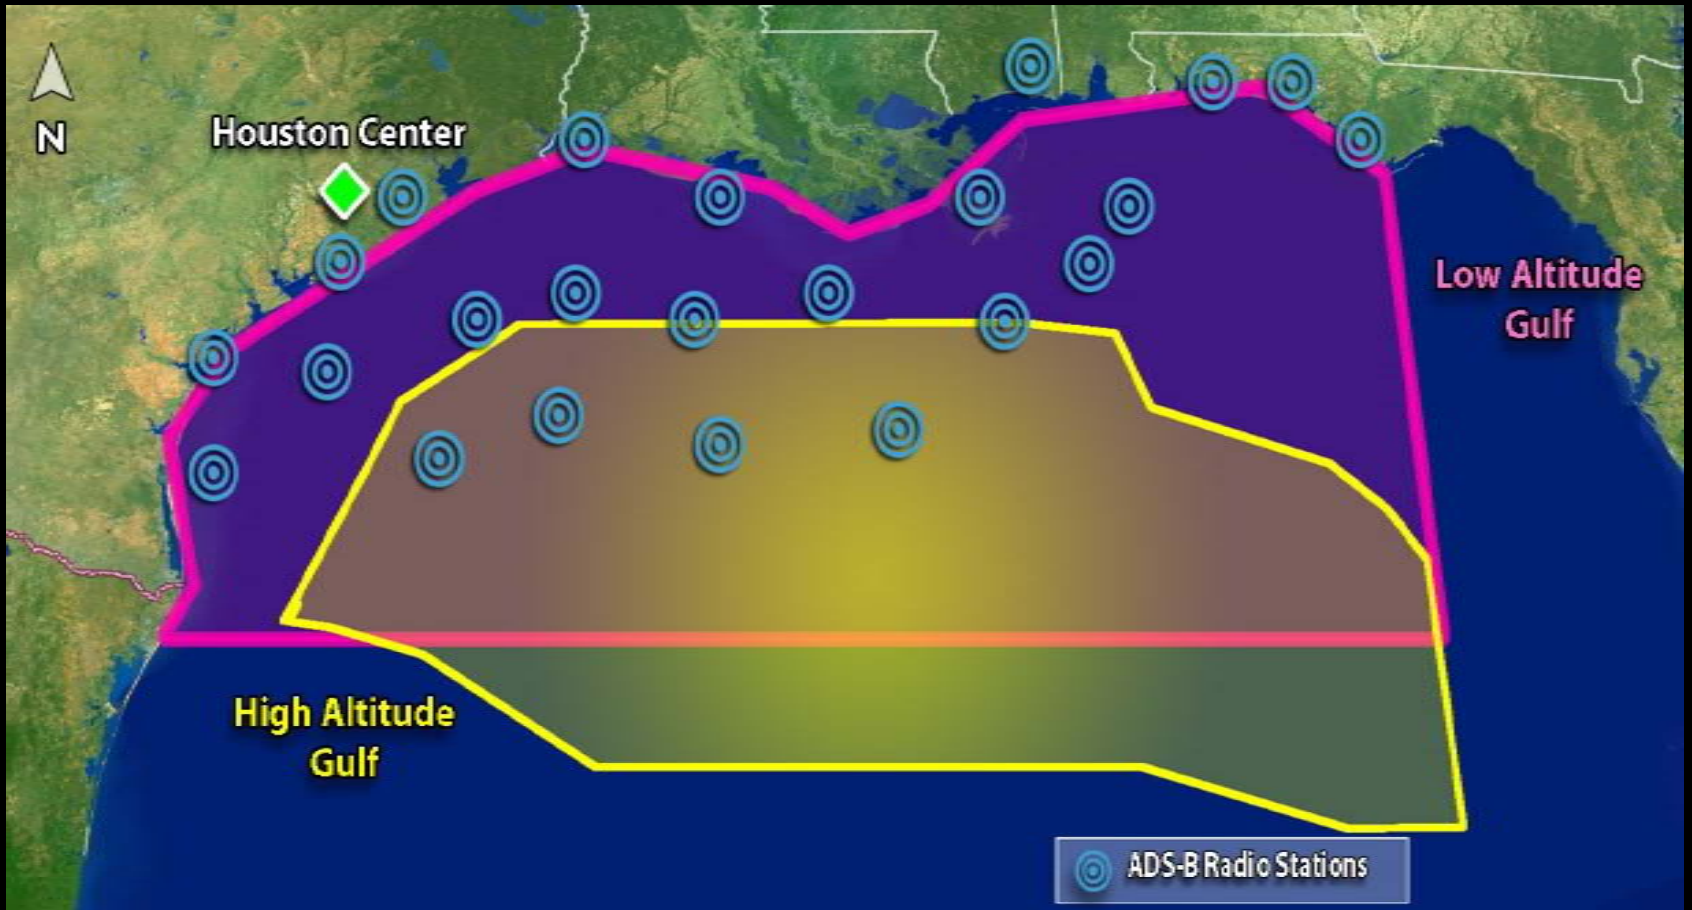 N
Houston Center
Low Altitude
Gulf
High Altitude
Gulf
ADS-B Radio Stations